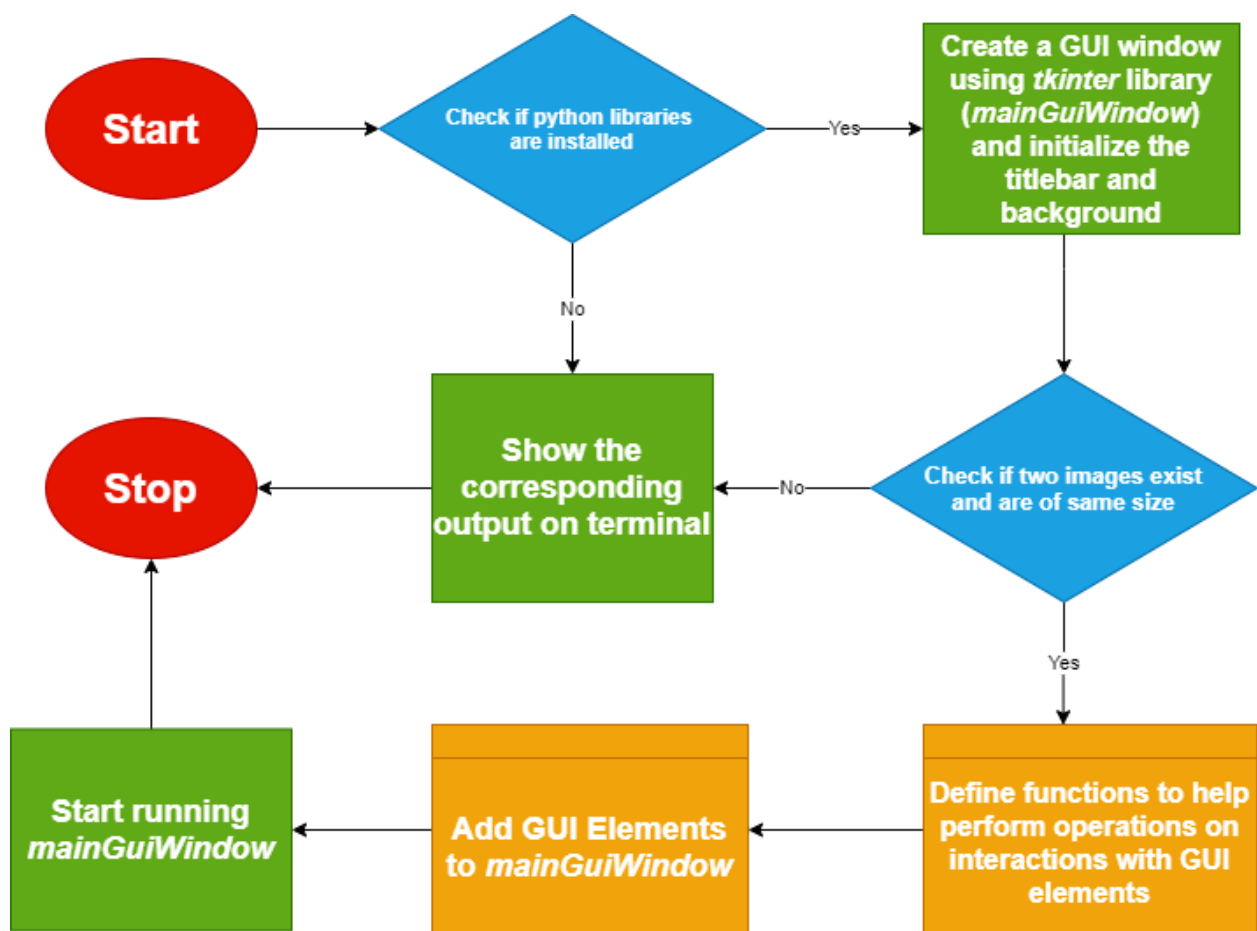 Start
Check if python libraries
are installed
Yes
Create a GUI window
using tkinter library
(mainGuiWindow)
and initialize the
titlebar and
background
No
Stop
Show the
corresponding
output on terminal
No
Check if two images exist
and are of same size
Yes
Start running
mainGuiWindow
Add GUI Elements
to mainGuiWindow
Define functions to help
perform operations on
interactions with GUI
elements